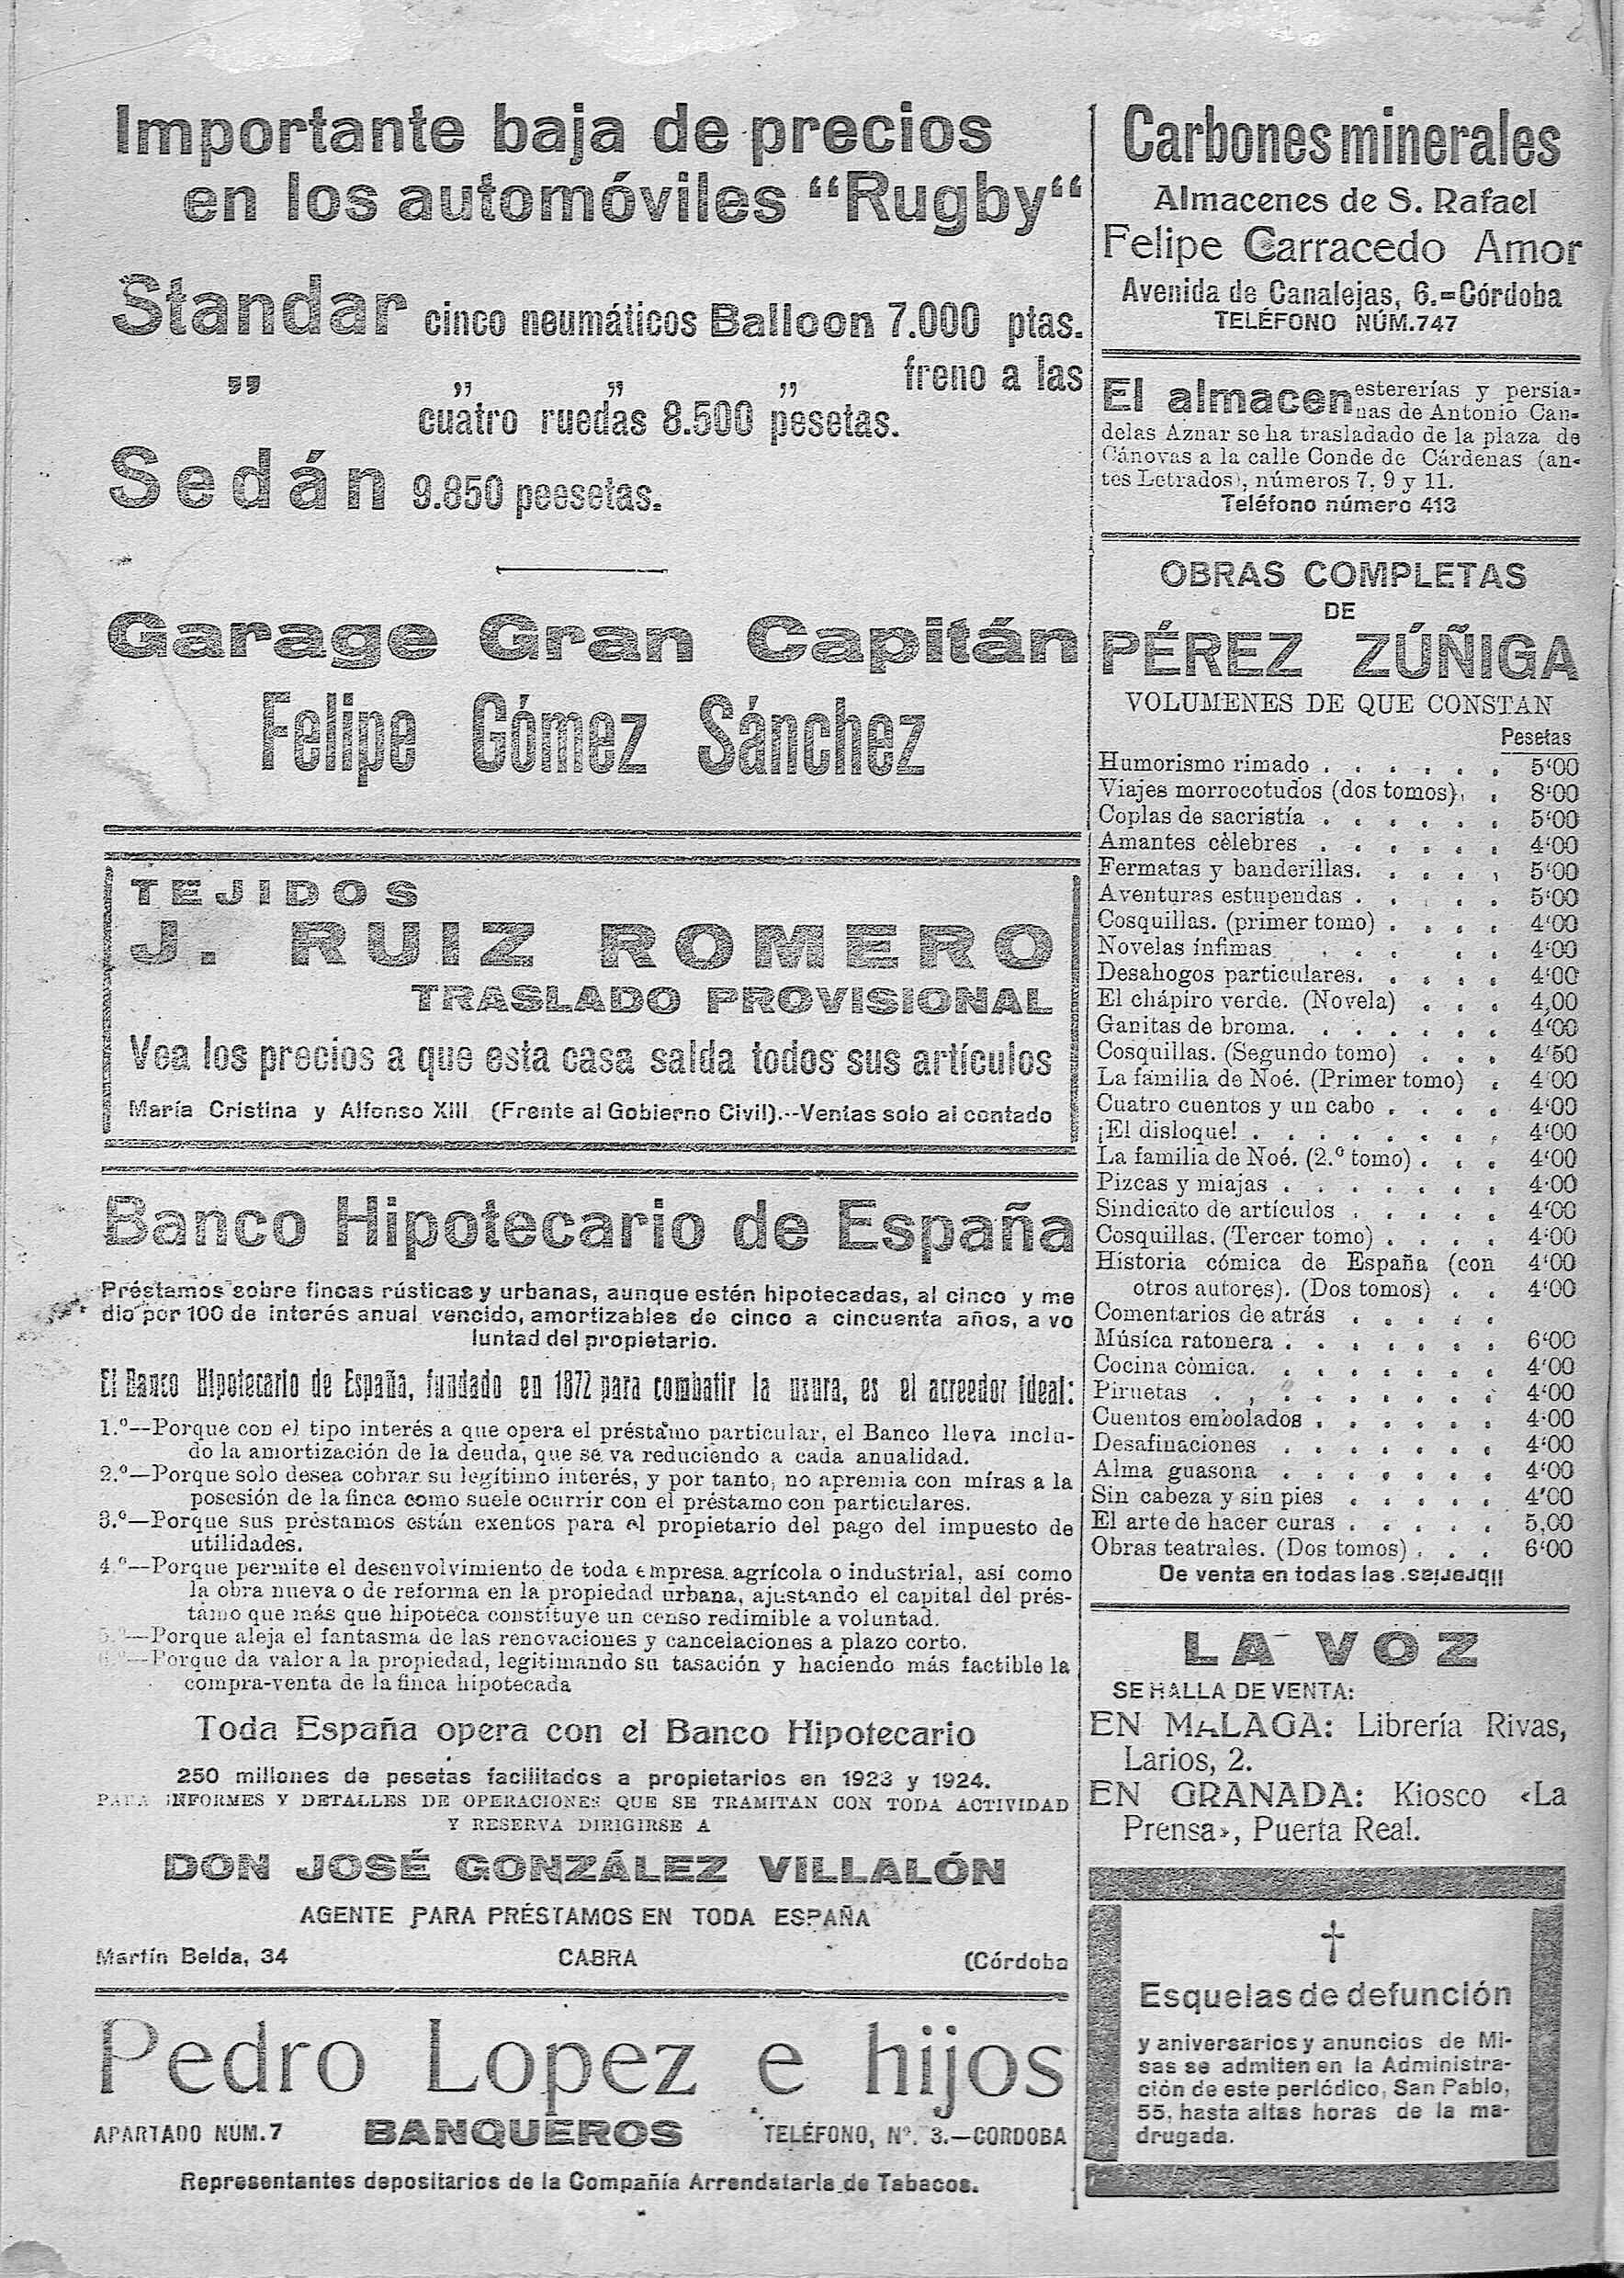 Importante baja de precios
en los automóviles “Rugby“
Standar cinco neumáticos Balloon 7.000 ptas.
„ „ „ „ freno a las
cuatro ruedas 8.500 pesetas.
Sedán 9.850 peesetas.
Garage Gran Capitán
Felipe Gómez Sánchez
TEJIDOS
J. RUIZ ROMERO
TRASLADO PROVISIONAL
Vea los precios a que esta casa salda todos sus artículos
María Cristina y Alfonso XIII (Frente al Gobierno Civil).--Ventas solo al contado
Banco Hipotecario de España
Préstamos sobre fincas rústicas y urbanas, aunque estén hipotecadas, al cinco y me
dio por 100 de interés anual vencido, amortizables de cinco a cincuenta años, a vo
luntad del propietario.
El Banco Hipotecario de España, fundado en 1872 para combatir la usura, es el acreedor ideal:
1.º—Porque con el tipo interés a que opera el préstamo particular, el Banco lleva inclu-
do la amortización de la deuda, que se va reduciendo a cada anualidad.
2.º—Porque solo desea cobrar su legítimo interés, y por tanto, no apremia con míras a la
posesión de la finca como suele ocurrir con el préstamo con particulares.
3.º—Porque sus préstamos están exentos para el propietario del pago del impuesto de
utilidades.
4.º—Porque permite el desenvolvimiento de toda empresa agrícola o industrial, así como
la obra nueva o de reforma en la propiedad urbana, ajustando el capital del prés-
tamo que más que hipoteca constituye un censo redimible a voluntad.
5.º—Porque aleja el fantasma de las renovaciones y cancelaciones a plazo corto.
6.º—Porque da valor a la propiedad, legitimando su tasación y haciendo más factible la
compra-venta de la finca hipotecada
Toda España opera con el Banco Hipotecario
250 millones de pesetas facilitados a propietarios en 1923 y 1924.
PARA INFORMES Y DETALLES DE OPERACIONES QUE SE TRAMITAN CON TODA ACTIVIDAD
Y RESERVA DIRIGIRSE A
DON JOSÉ GONZÁLEZ VILLALÓN
AGENTE PARA PRÉSTAMOS EN TODA ESPAÑA
Martín Belda, 34 CABRA (Córdoba
Pedro Lopez e hijos
APARTADO NÚM. 7 BANQUEROS TELÉFONO, Nº. 3.—CORDOBA
Representantes depositarios de la Compañía Arrendataria de Tabacos.
Carbones minerales
Almacenes de S. Rafael
Felipe Carracedo Amor
Avenida de Canalejas, 6.=Córdoba
TELÉFONO NÚM. 747
El almacen estererías y persia-
nas de Antonio Can-
delas Aznar se ha trasladado de la plaza de
Cánovas a la calle Conde de Cárdenas (an-
tes Letrados), números 7, 9 y 11.
Teléfono número 413
OBRAS COMPLETAS
DE
PÉREZ ZÚÑIGA
VOLUMENES DE QUE CONSTAN
Pesetas
Humorismo rimado . . . . . . 5‘00
Viajes morrocotudos (dos tomos). . 8‘00
Coplas de sacristía . . . . . . 5‘00
Amantes cèlebres . . . . . . 4‘00
Fermatas y banderillas. . . . . 5‘00
Aventuras estupendas . . . . . 5‘00
Cosquillas. (primer tomo) . . . . 4‘00
Novelas ínfimas . . . . . . 4‘00
Desahogos particulares. . . . . 4‘00
El chápiro verde. (Novela) . . . 4,00
Ganitas de broma. . . . . . . 4‘00
Cosquillas. (Segundo tomo) . . . 4‘50
La familia de Noé. (Primer tomo) . 4‘00
Cuatro cuentos y un cabo . . . . 4‘00
¡El disloque! . . . . . . . . 4‘00
La familia de Noé. (2.º tomo) . . . 4‘00
Pizcas y miajas . . . . . . . 4‘00
Sindicato de artículos . . . . . 4‘00
Cosquillas. (Tercer tomo) . . . . 4‘00
Historia cómica de España (con 4‘00
otros autores). (Dos tomos) . . 4‘00
Comentarios de atrás . . . . .
Música ratonera . . . . . . . 6‘00
Cocina còmica. . . . . . . . 4‘00
Piruetas . . . . . . . . . 4‘00
Cuentos embolados . . . . . . 4‘00
Desafinaciones . . . . . . . 4‘00
Alma guasona . . . . . . . 4‘00
Sin cabeza y sin pies . . . . . 4‘00
El arte de hacer curas . . . . . 5,00
Obras teatrales. (Dos tomos) . . . 6‘00
De venta en todas las librerías.
LA VOZ
SE HALLA DE VENTA:
EN MALAGA: Librería Rivas,
Larios, 2.
EN GRANADA: Kiosco «La
Prensa», Puerta Real.
Esquelas de defunción
y aniversarios y anuncios de Mi-
sas se admiten en la Administra-
ción de este periódico, San Pablo,
55, hasta altas horas de la ma-
drugada.